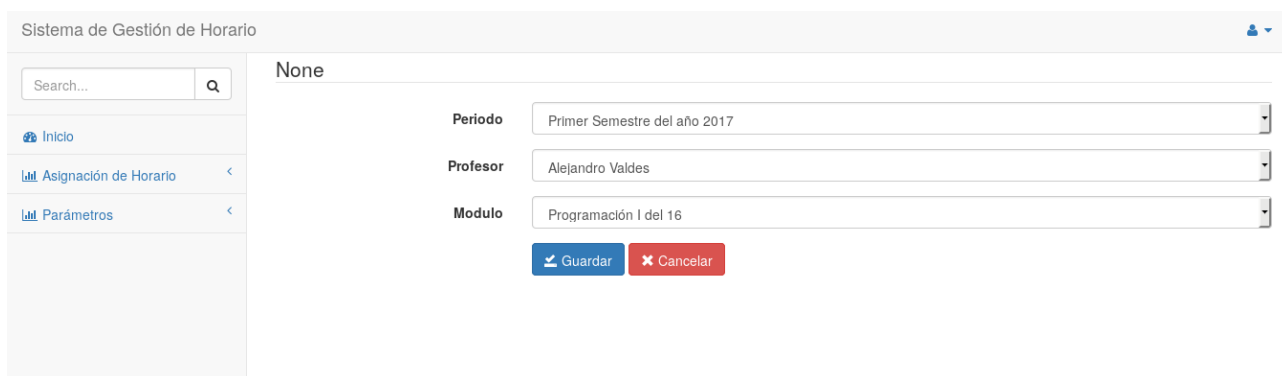 Sistema de Gestión de Horario
Search...
Inicio
Asignación de Horario
Parámetros
None
Periodo
Primer Semestre del año 2017
Profesor
Alejandro Valdes
Modulo
Programación I del 16
Guardar
Cancelar